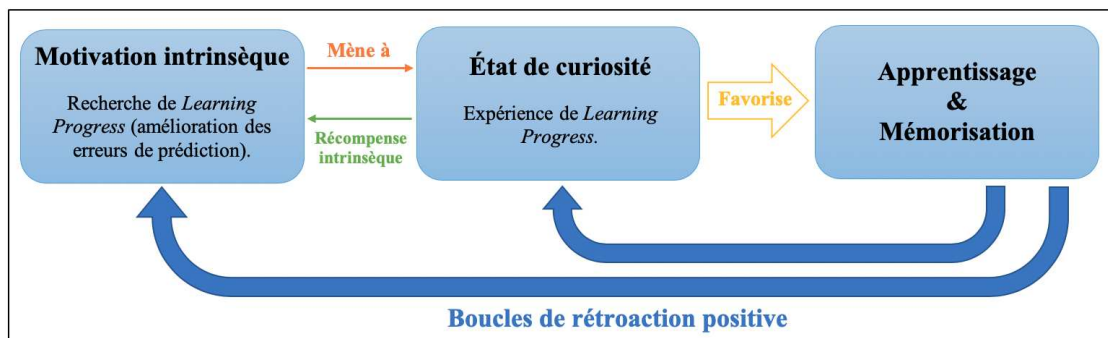 Motivation intrinsèque
Recherche de Learning
Progress (amélioration des
erreurs de prédiction).
Mène à
Récompense
intrinsèque
État de curiosité
Expérience de Learning
Progress.
Favorise
Apprentissage
&
Mémorisation
Boucles de rétroaction positive